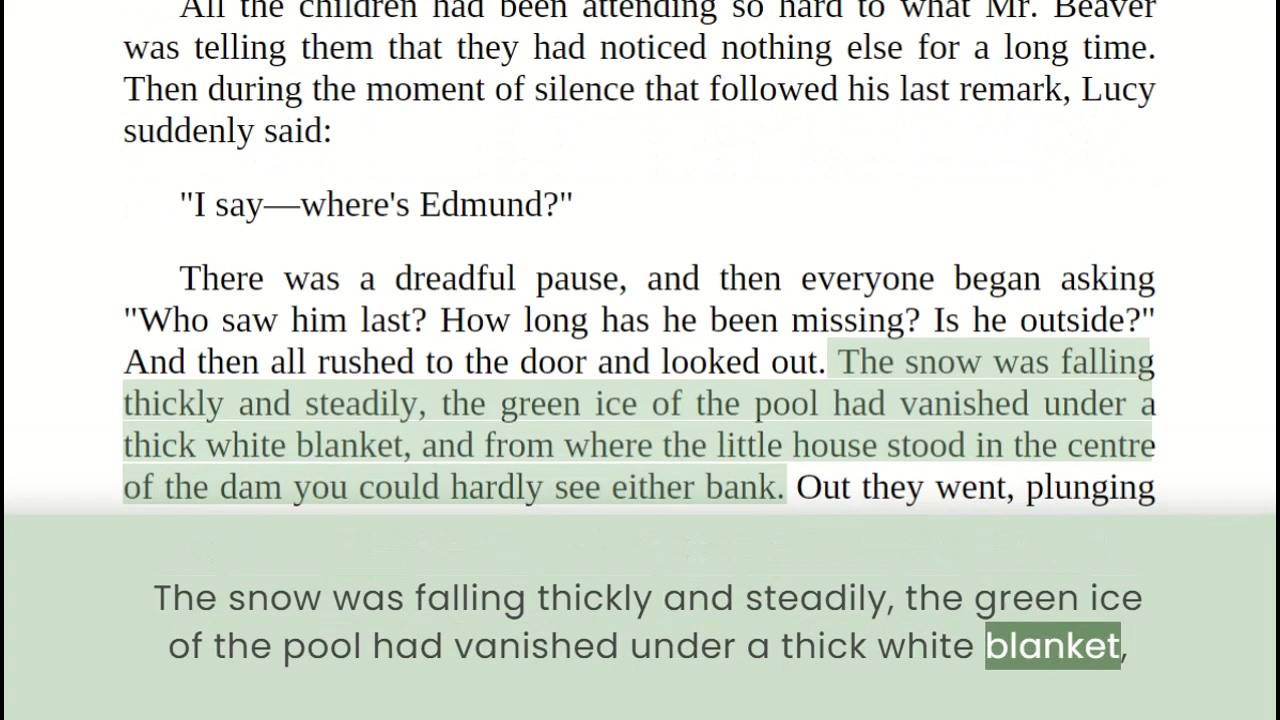 All the children had been attending so hard to what Mr. Beaver
was telling them that they had noticed nothing else for a long time.
Then during the moment of silence that followed his last remark, Lucy
suddenly said:
"I say—where's Edmund?"
There was a dreadful pause, and then everyone began asking
"Who saw him last? How long has he been missing? Is he outside?"
And then all rushed to the door and looked out. The snow was falling
thickly and steadily, the green ice of the pool had vanished under a
thick white blanket, and from where the little house stood in the centre
of the dam you could hardly see either bank. Out they went, plunging
The snow was falling thickly and steadily, the green ice
of the pool had vanished under a thick white blanket,